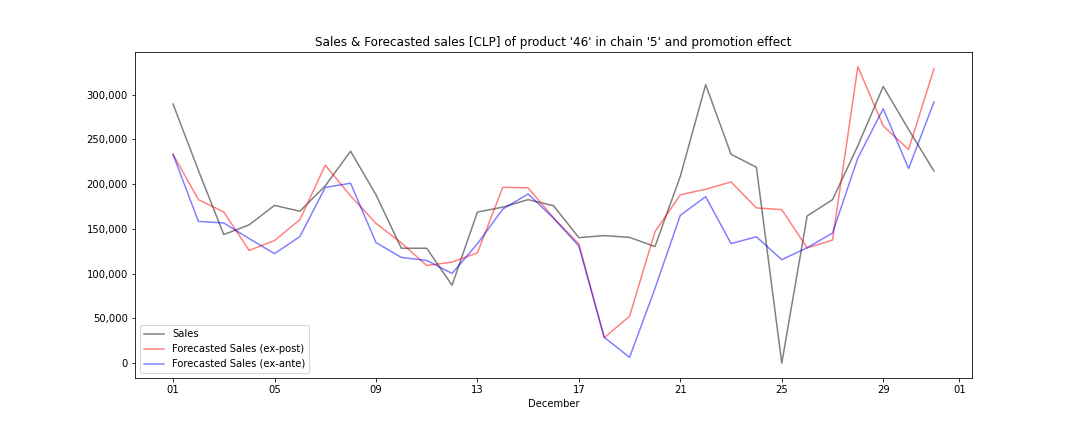 Sales & Forecasted sales [CLP] of product '46' in chain '5' and promotion effect
300,000
250,000
200,000
150,000
100,000
50,000
0
Sales
Forecasted Sales (ex-post)
Forecasted Sales (ex-ante)
01 05 09 13 17 21 25 29 01
December